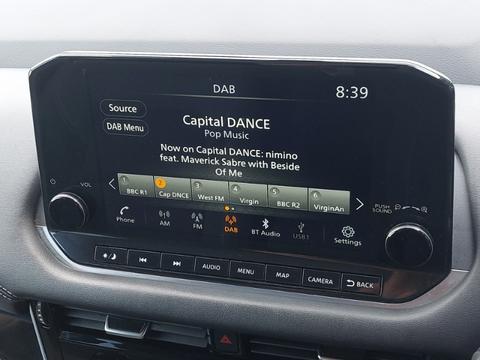 DAB
8:39
Source
DAB Menu
Capital DANCE
Pop Music
Now on Capital DANCE: nimino
feat. Maverick Sabre with Beside
Of Me
1 2 3 4 5 6
BBC R1 Cap DNCE West FM Virgin BBC R2 VirginAn
VOL
PUSH
SOUND
Phone AM FM DAB BT Audio USB1 Settings
AUDIO MENU MAP CAMERA BACK